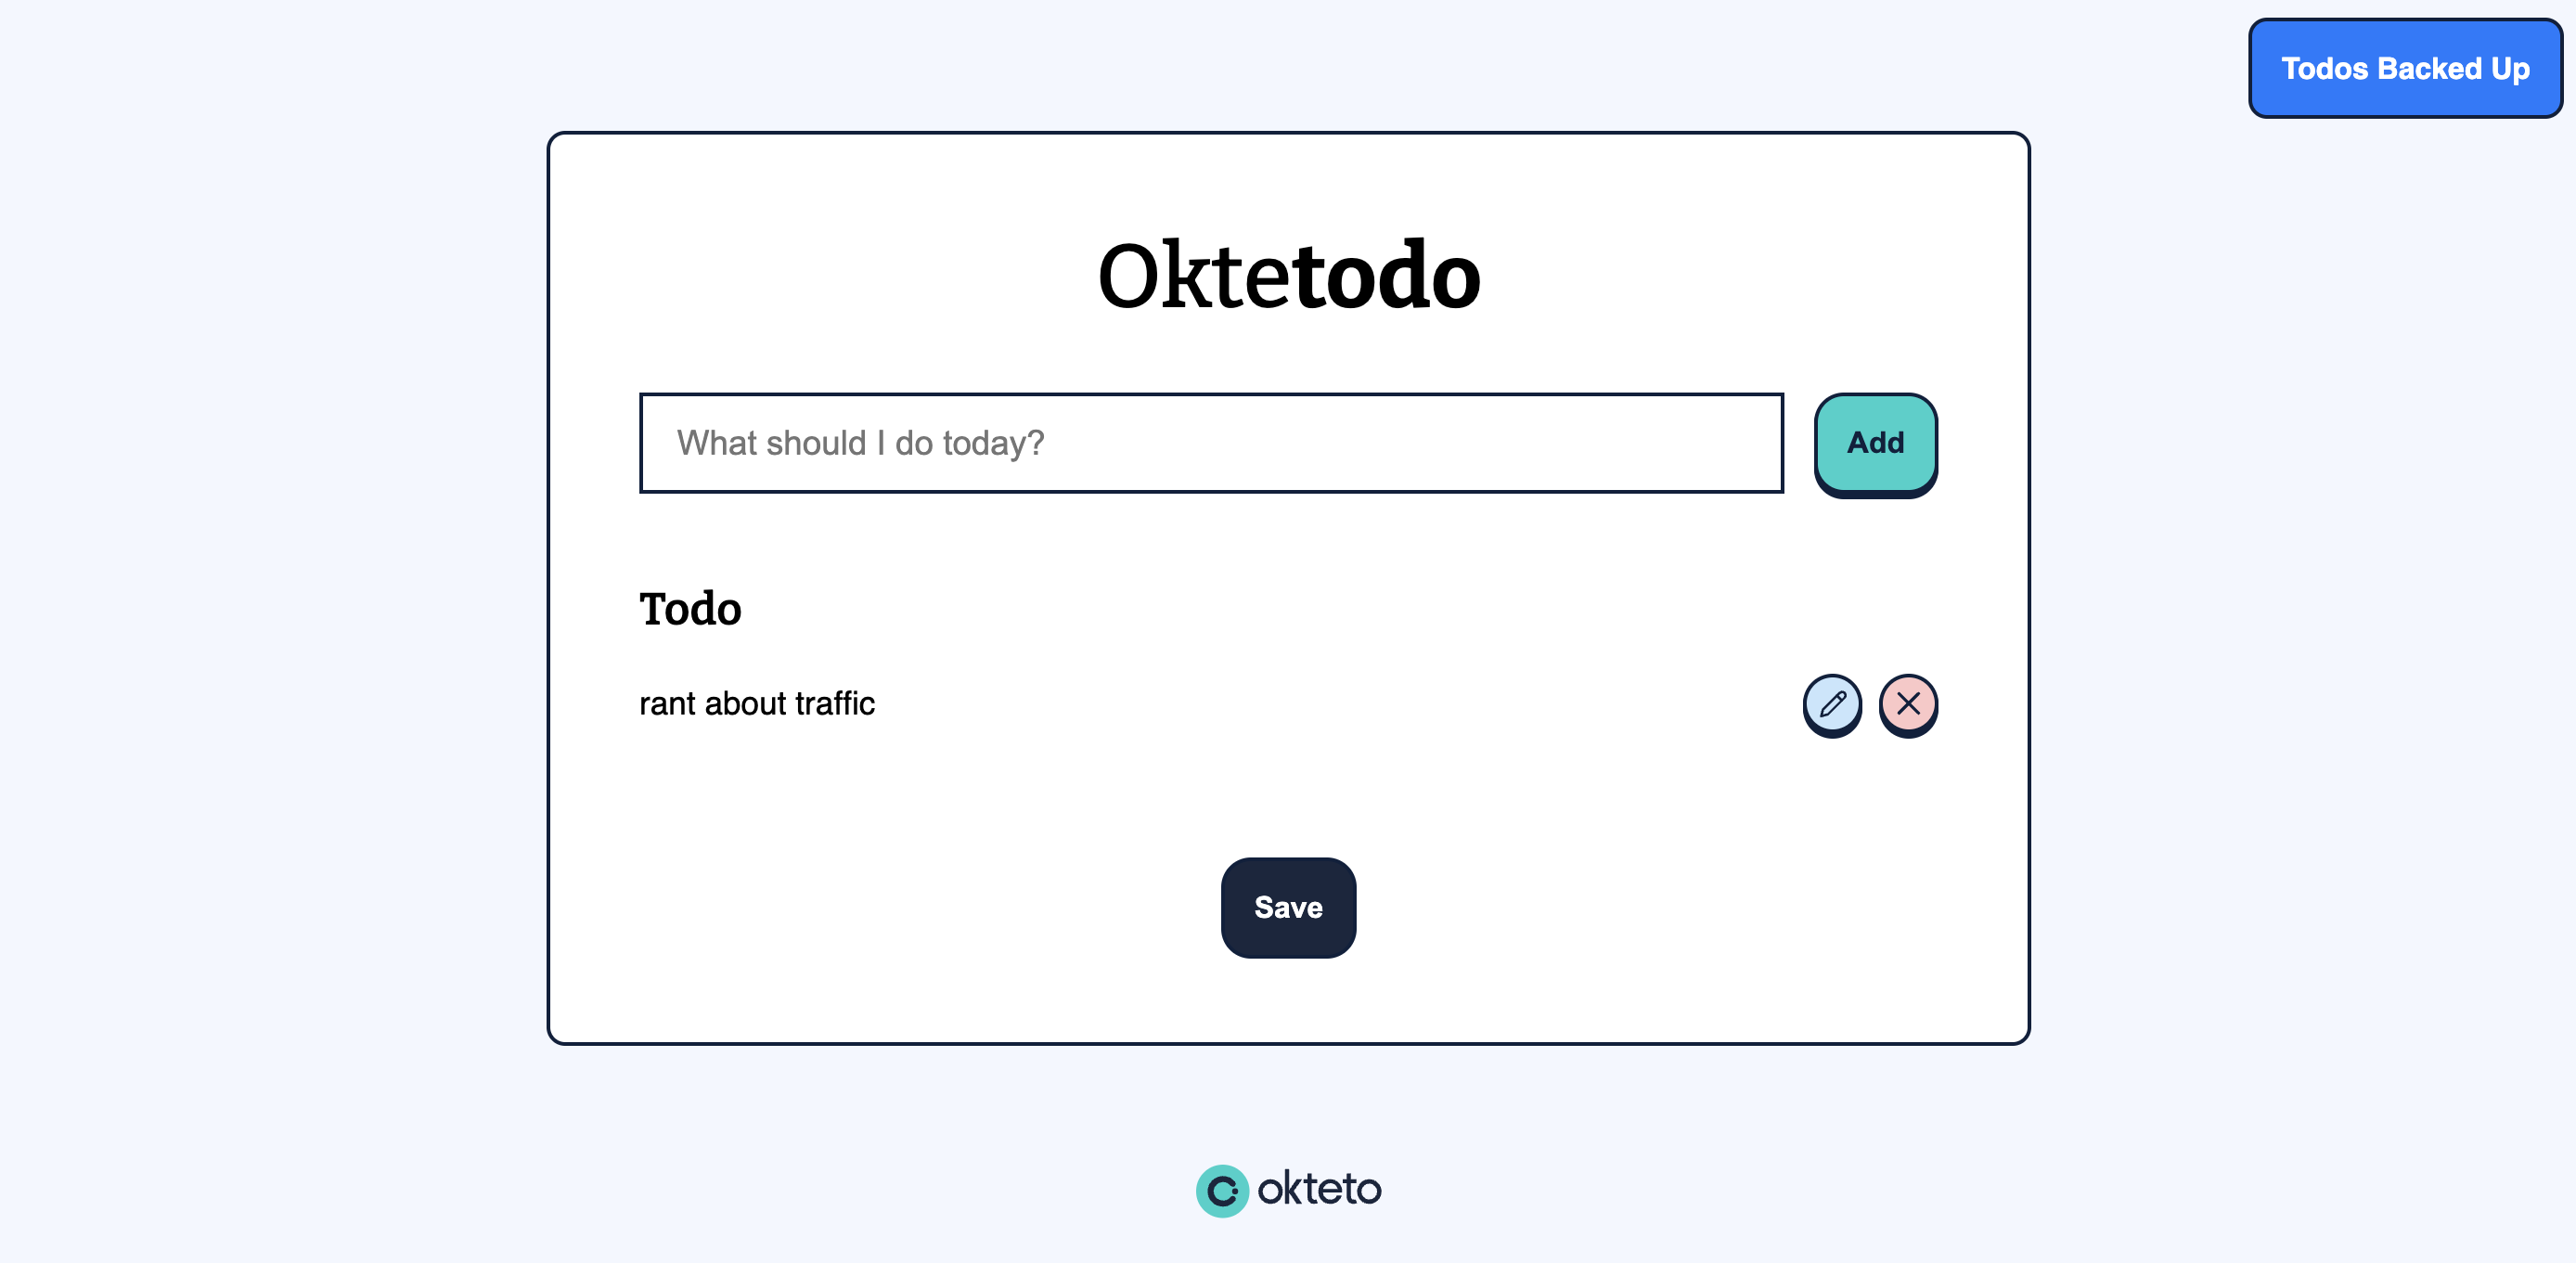 Todos Backed Up
Oktetodo
What should I do today?
Add
Todo
rant about traffic
Save
okteto